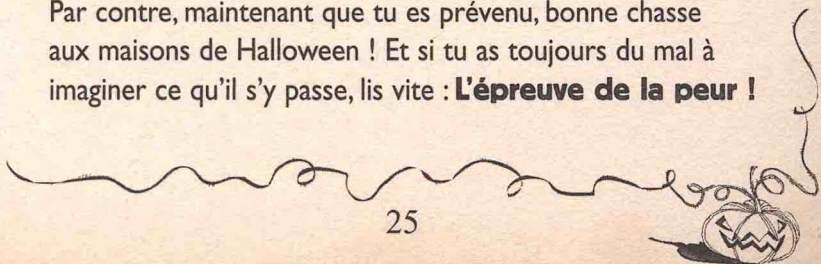 Par contre, maintenant que tu es prévenu, bonne chasse
aux maisons de Halloween ! Et si tu as toujours du mal à
imaginer ce qu'il s'y passe, lis vite : L'épreuve de la peur !
25